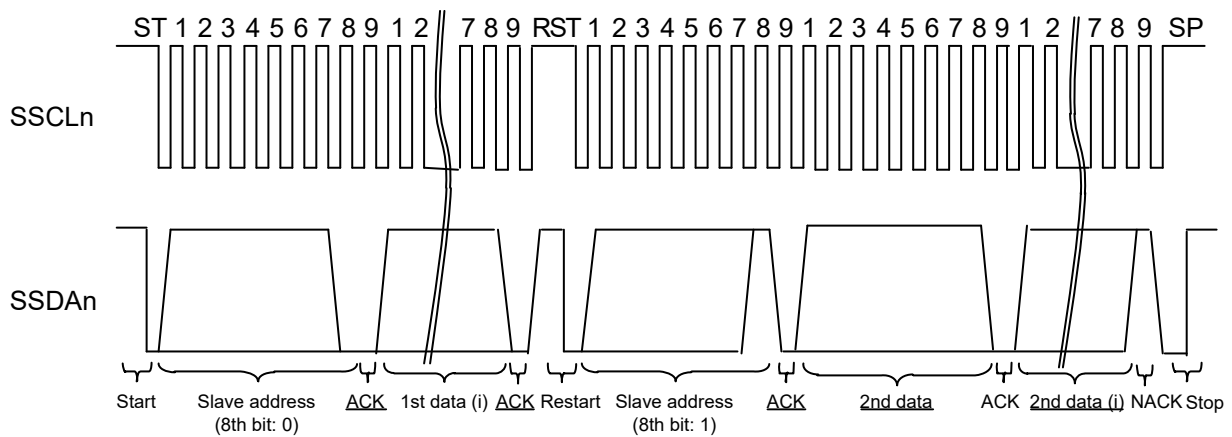 ST 1 2 3 4 5 6 7 8 9 1 2 7 8 9 RST 1 2 3 4 5 6 7 8 9 1 2 3 4 5 6 7 8 9 1 2 7 8 9 SP
SSCLn
SSDAn
Start Slave address ACK 1st data (i) ACK Restart Slave address ACK 2nd data ACK 2nd data (i) NACK Stop
(8th bit: 0) (8th bit: 1)